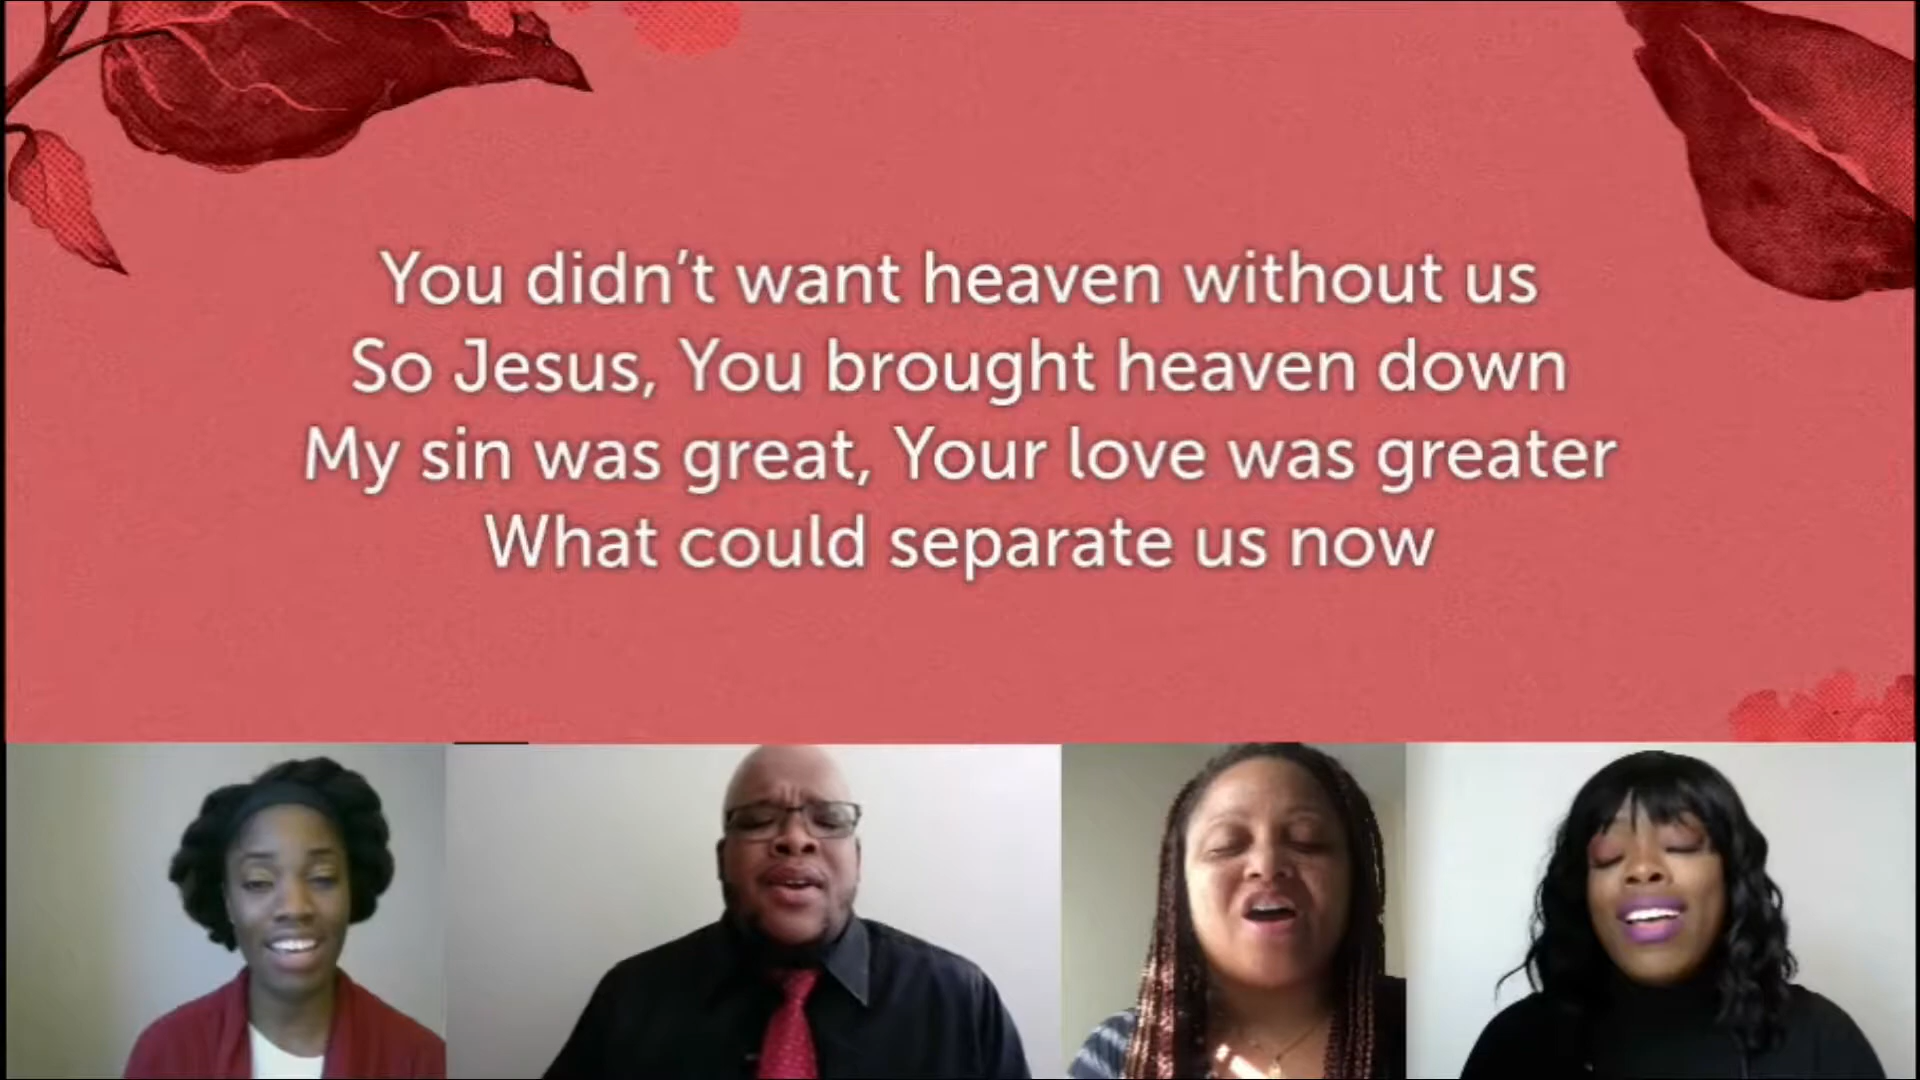 You didn’t want heaven without us
So Jesus, You brought heaven down
My sin was great, Your love was greater
What could separate us now